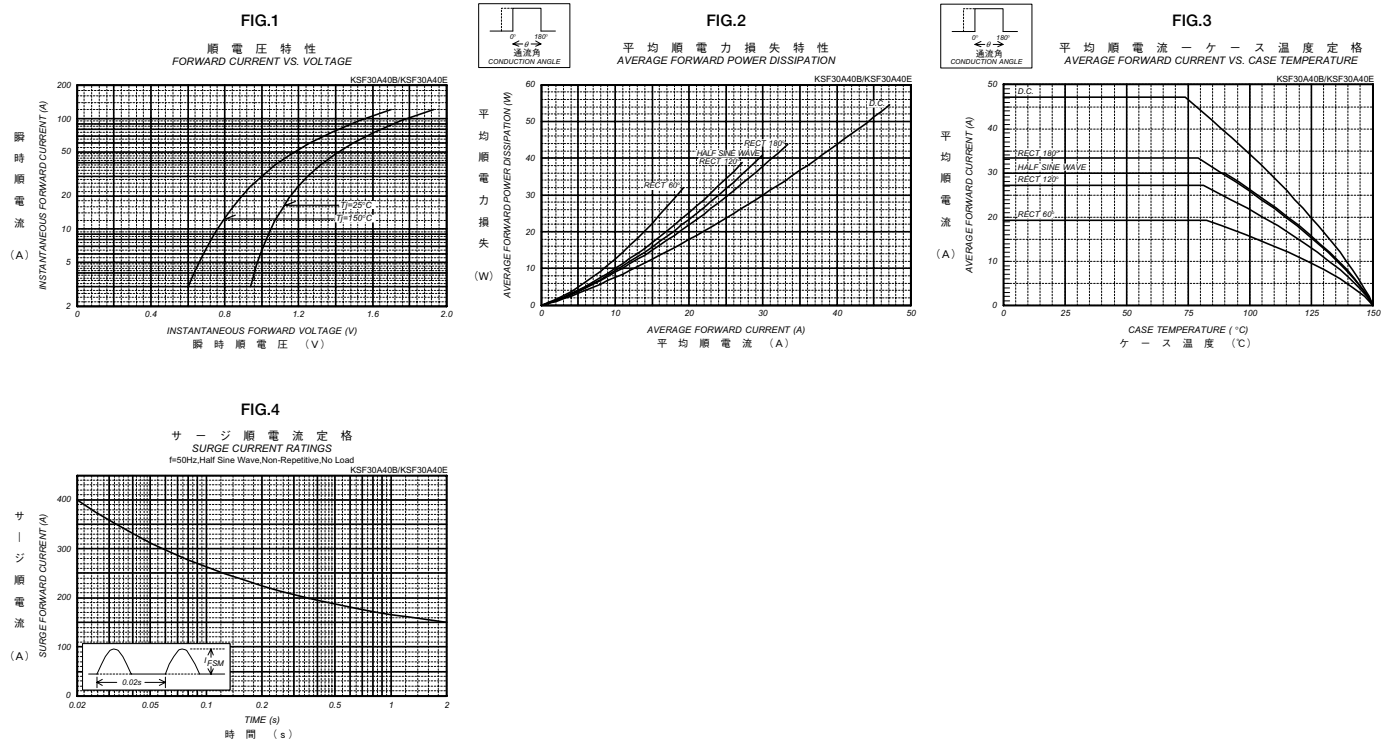 FIG.1
順電圧特性
FORWARD CURRENT VS. VOLTAGE
KSF30A40B/KSF30A40E
200
100
50
20
10
5
2
瞬時順電流 (A)
INSTANTANEOUS FORWARD CURRENT (A)
Tj=25°C
Tj=150°C
0 0.4 0.8 1.2 1.6 2.0
INSTANTANEOUS FORWARD VOLTAGE (V)
瞬時順電圧 (V)
0° 180°
θ
通流角
CONDUCTION ANGLE
FIG.2
平均順電力損失特性
AVERAGE FORWARD POWER DISSIPATION
KSF30A40B/KSF30A40E
60
50
40
30
20
10
0
平均順電力損失 (W)
AVERAGE FORWARD POWER DISSIPATION (W)
D.C.
RECT 180°
HALF SINE WAVE
RECT 120°
RECT 60°
0 10 20 30 40 50
AVERAGE FORWARD CURRENT (A)
平均順電流 (A)
0° 180°
θ
通流角
CONDUCTION ANGLE
FIG.3
平均順電流ーケース温度定格
AVERAGE FORWARD CURRENT VS. CASE TEMPERATURE
KSF30A40B/KSF30A40E
50
40
30
20
10
0
平均順電流 (A)
AVERAGE FORWARD CURRENT (A)
D.C.
RECT 180°
HALF SINE WAVE
RECT 120°
RECT 60°
0 25 50 75 100 125 150
CASE TEMPERATURE ( °C)
ケース温度 (℃)
FIG.4
サージ順電流定格
SURGE CURRENT RATINGS
f=50Hz,Half Sine Wave,Non-Repetitive,No Load
KSF30A40B/KSF30A40E
400
300
200
100
0
サージ順電流 (A)
SURGE FORWARD CURRENT (A)
IFSM
0.02s
0.02 0.05 0.1 0.2 0.5 1 2
TIME (s)
時間 (s)